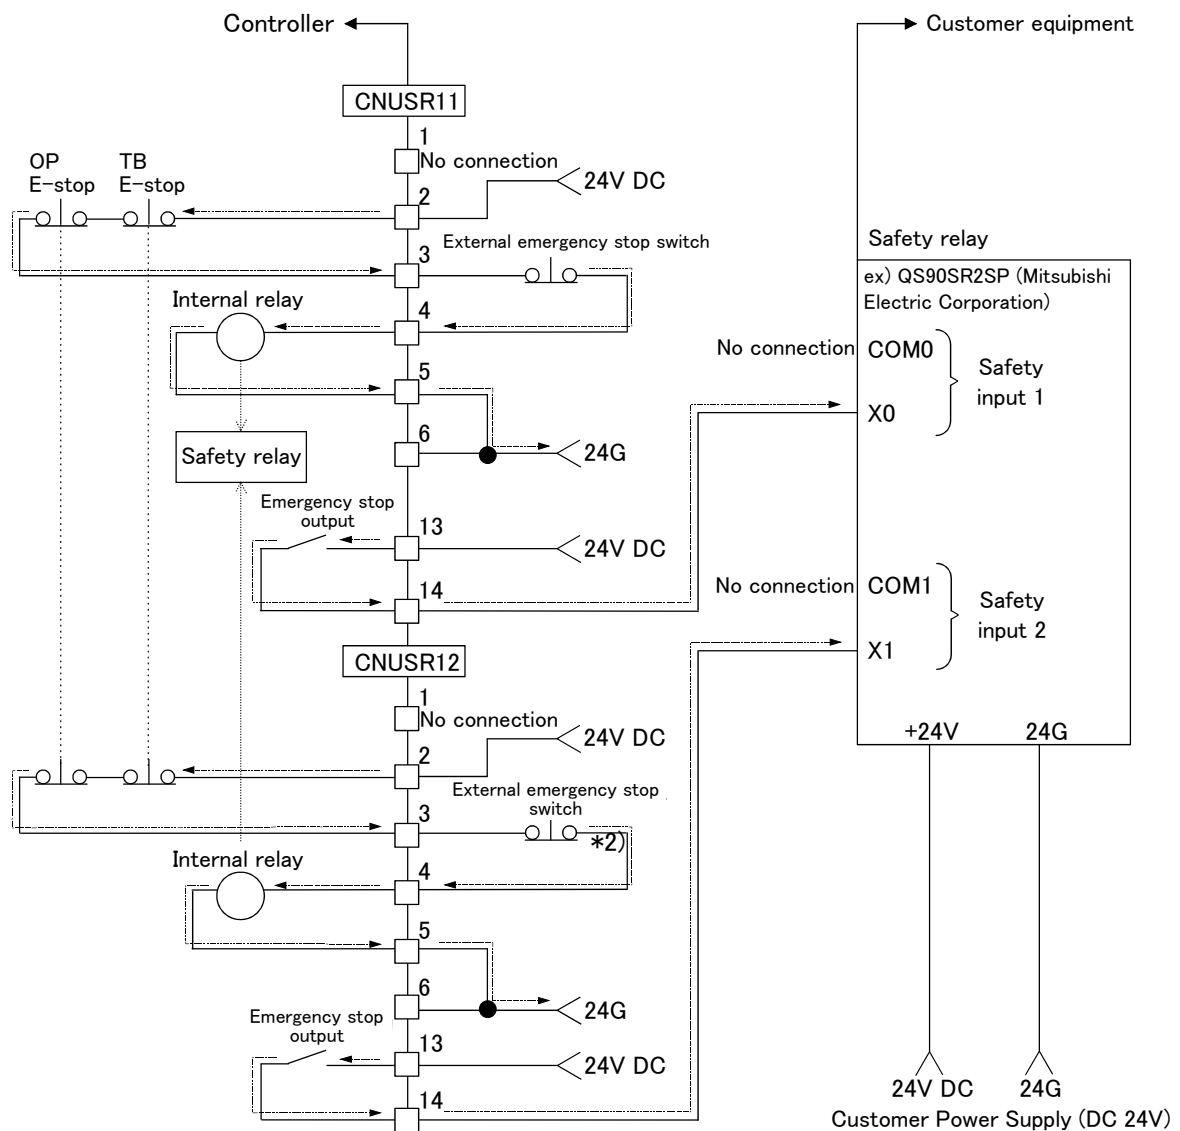 Controller
Customer equipment
CNUSR11
1
No connection
OP
E-stop
TB
E-stop
24V DC
2
External emergency stop switch
3
Internal relay
4
5
6
24G
Safety relay
Emergency stop
output
13
24V DC
14
Safety relay
ex) QS90SR2SP (Mitsubishi
Electric Corporation)
No connection
COM0
X0
Safety
input 1
No connection
COM1
X1
Safety
input 2
+24V
24G
CNUSR12
1
No connection
24V DC
2
External emergency stop
switch
*2)
3
Internal relay
4
5
6
24G
Emergency stop
output
13
24V DC
14
24V DC
24G
Customer Power Supply (DC 24V)